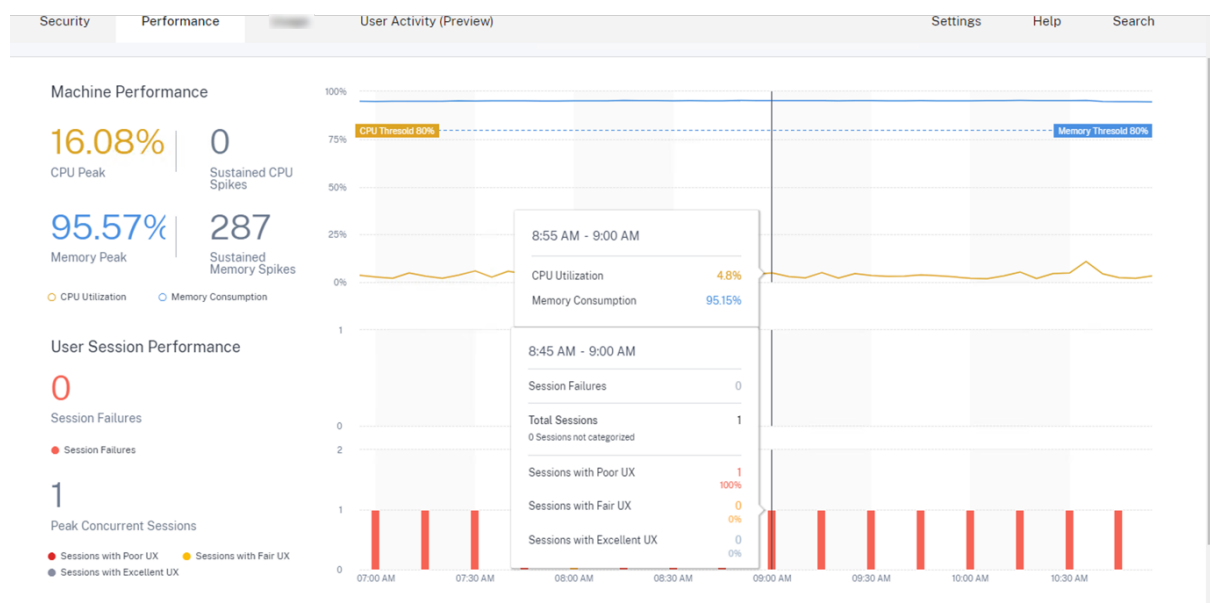 Security
Performance
User Activity (Preview)
Settings
Help
Search
Machine Performance
16.08%
CPU Peak
0
Sustained CPU
Spikes
95.57%
Memory Peak
287
Sustained
Memory Spikes
CPU Utilization
Memory Consumption
100%
75%
50%
25%
0%
CPU Thresold 80%
Memory Thresold 80%
8:55 AM - 9:00 AM
CPU Utilization 4.8%
Memory Consumption 95.15%
User Session Performance
0
Session Failures
Session Failures
1
0
8:45 AM - 9:00 AM
Session Failures 0
Total Sessions 1
0 Sessions not categorized
Sessions with Poor UX 1
100%
Sessions with Fair UX 0
0%
Sessions with Excellent UX 0
0%
1
Peak Concurrent Sessions
Sessions with Poor UX
Sessions with Fair UX
Sessions with Excellent UX
2
1
0
07:00 AM
07:30 AM
08:00 AM
08:30 AM
09:00 AM
09:30 AM
10:00 AM
10:30 AM